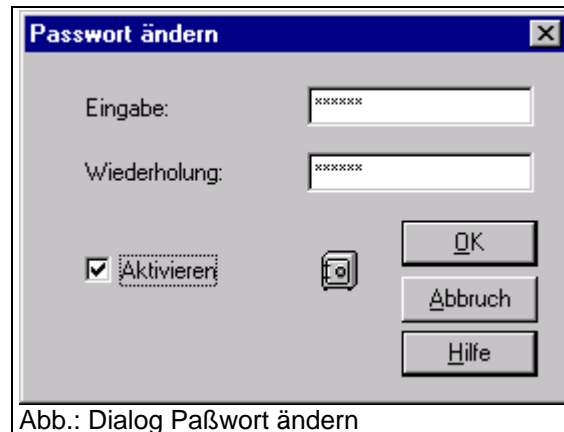 Passwort ändern
Eingabe: ******
Wiederholung: ******
Aktivieren
OK
Abbruch
Hilfe
Abb.: Dialog Paßwort ändern